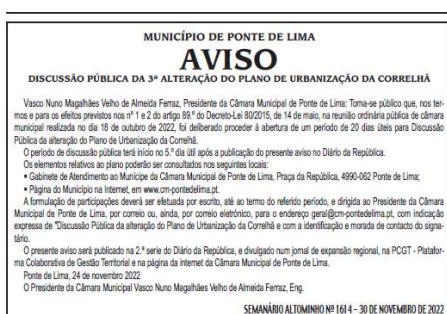 MUNICÍPIO DE PONTE DE LIMA
AVISO
DISCUSSÃO PÚBLICA DA 3ª ALTERAÇÃO DO PLANO DE URBANIZAÇÃO DA CORRELHÃ
Vasco Nuno Magalhães Velho de Almeida Ferraz, Presidente da Câmara Municipal de Ponte de Lima: Torna-se público que, nos ter-
mos e para os efeitos previstos nos nº 1 e 2 do artigo 89.º do Decreto-Lei 80/2015, de 14 de maio, na reunião ordinária pública de câmara
municipal realizada no dia 18 de outubro de 2022, foi deliberado proceder à abertura de um período de 20 dias úteis para Discussão
Pública da alteração do Plano de Urbanização da Correlhã.
O período de discussão pública terá início no 5.º dia útil após a publicação do presente aviso no Diário da República.
Os elementos relativos ao plano poderão ser consultados nos seguintes locais:
• Gabinete de Atendimento ao Munícipe da Câmara Municipal de Ponte de Lima, Praça da República, 4990-062 Ponte de Lima;
• Página do Município na Internet, em www.cm-pontedelima.pt.
A formulação de participações deverá ser efetuada por escrito, até ao termo do referido período, e dirigida ao Presidente da Câmara
Municipal de Ponte de Lima, por correio ou, ainda, por correio eletrónico, para o endereço geral@cm-pontedelima.pt, com indicação
expressa de "Discussão Pública da alteração do Plano de Urbanização da Correlhã e com a identificação e morada de contacto do signa-
tário.
O presente aviso será publicado na 2.ª serie do Diário da República, e divulgado num jornal de expansão regional, na PCGT - Platafor-
ma Colaborativa de Gestão Territorial e na página da internet da Câmara Municipal de Ponte de Lima.
Ponte de Lima, 24 de novembro 2022
O Presidente da Câmara Municipal Vasco Nuno Magalhães Velho de Almeida Ferraz, Eng.
SEMANÁRIO ALTOMINHO Nº 1614 – 30 DE NOVEMBRO DE 2022